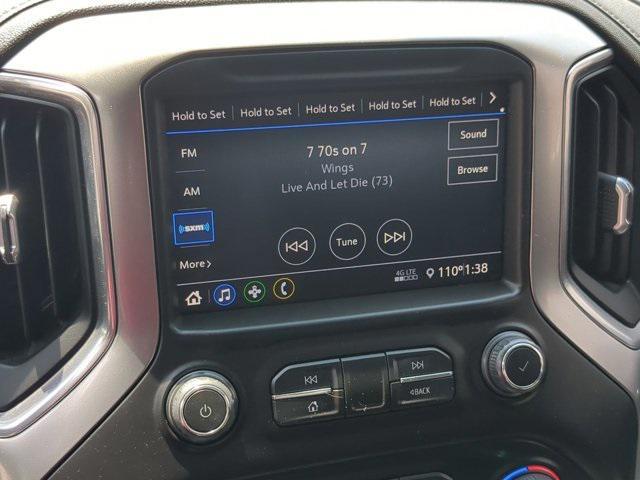 Hold to Set Hold to Set Hold to Set Hold to Set Hold to Set
Sound
FM
7 70s on 7
Wings
Browse
AM
Live And Let Die (73)
((sxm))
Tune
More
4G LTE
110° 1:38
BACK